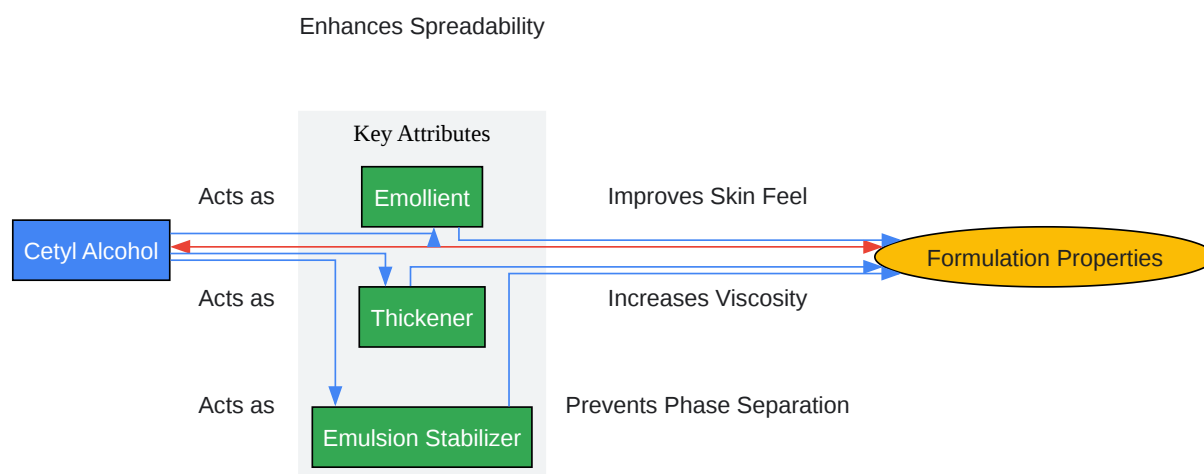 Enhances Spreadability
Key Attributes
Acts as
Emollient
Improves Skin Feel
Cetyl Alcohol
Formulation Properties
Acts as
Thickener
Increases Viscosity
Acts as
Emulsion Stabilizer
Prevents Phase Separation